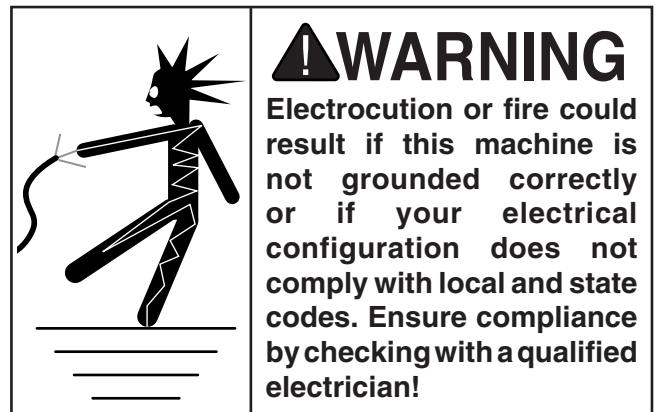 WARNING
Electrocution or fire could
result if this machine is
not grounded correctly
or if your electrical
configuration does not
comply with local and state
codes. Ensure compliance
by checking with a qualified
electrician!